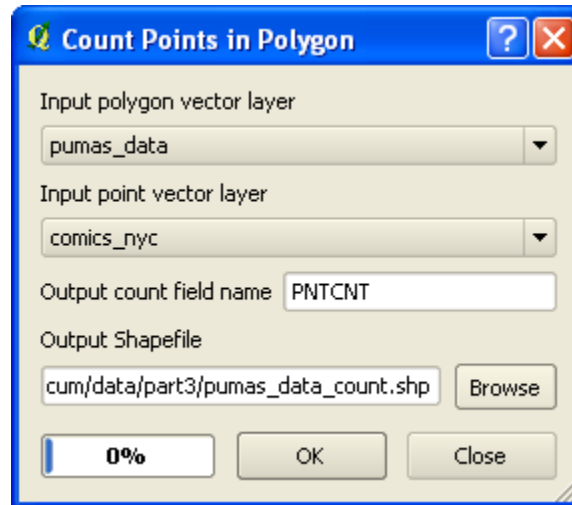 Count Points in Polygon
Input polygon vector layer
pumas_data
Input point vector layer
comics_nyc
Output count field name PNTCNT
Output Shapefile
cum/data/part3/pumas_data_count.shp Browse
0% OK Close